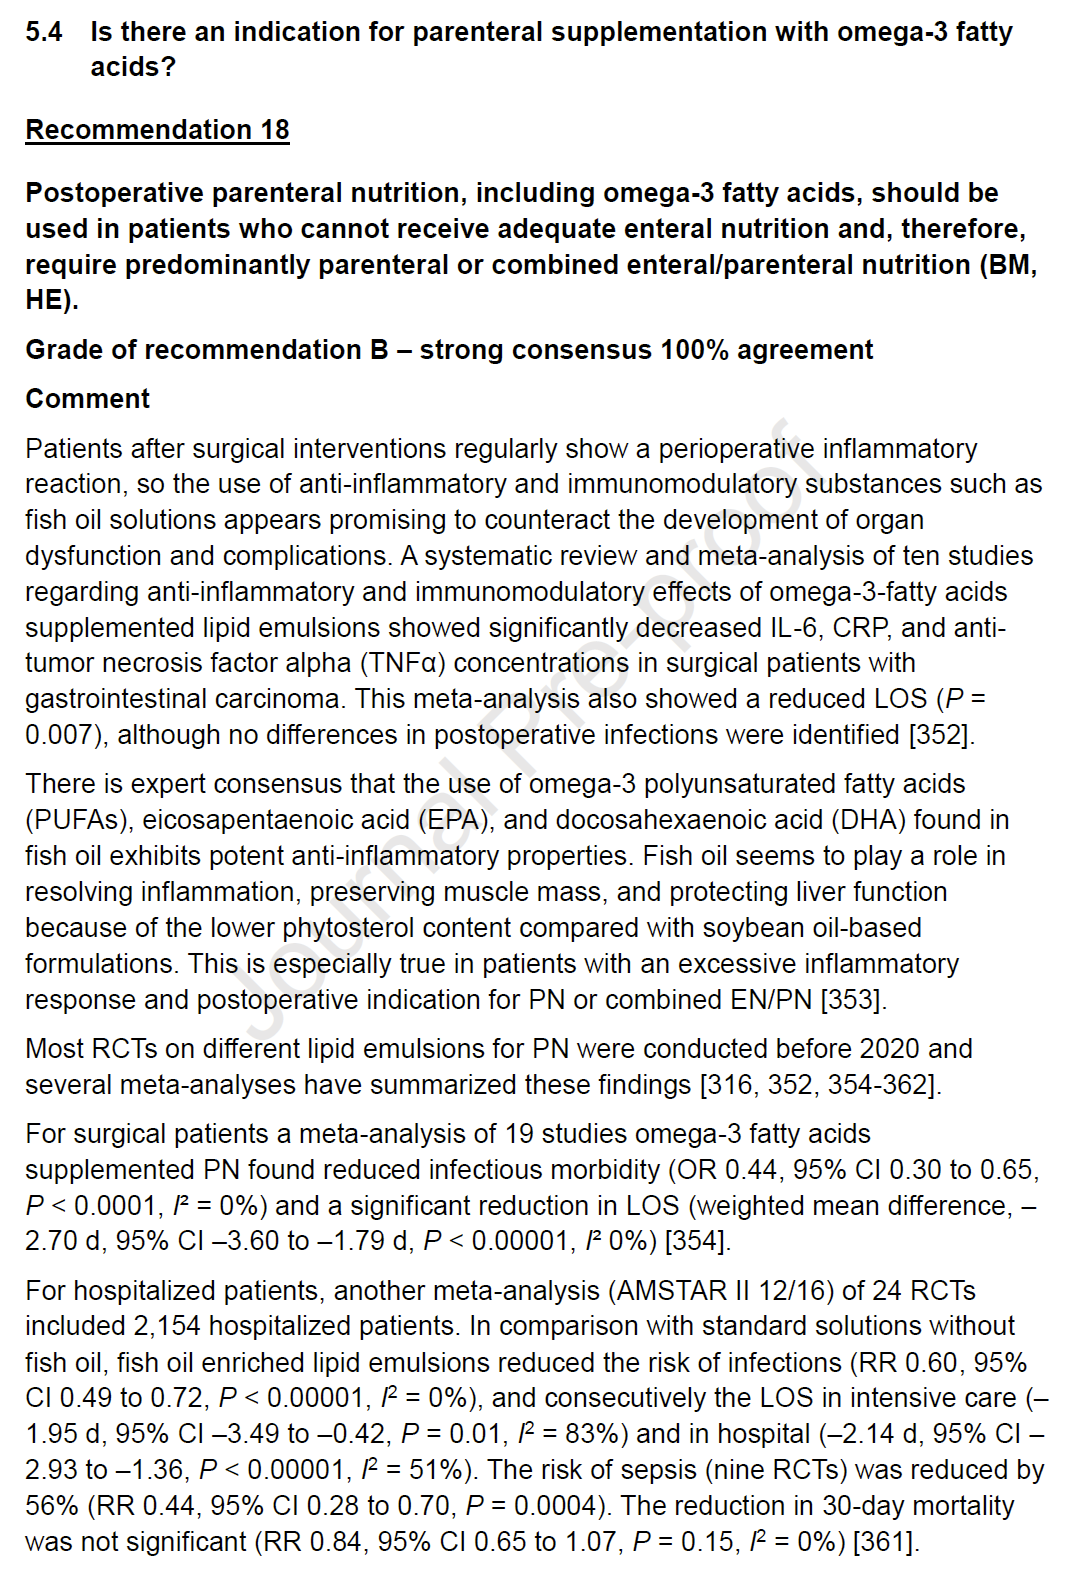 5.4 Is there an indication for parenteral supplementation with omega-3 fatty
acids?
Recommendation 18
Postoperative parenteral nutrition, including omega-3 fatty acids, should be
used in patients who cannot receive adequate enteral nutrition and, therefore,
require predominantly parenteral or combined enteral/parenteral nutrition (BM,
HE).
Grade of recommendation B – strong consensus 100% agreement
Comment
Patients after surgical interventions regularly show a perioperative inflammatory
reaction, so the use of anti-inflammatory and immunomodulatory substances such as
fish oil solutions appears promising to counteract the development of organ
dysfunction and complications. A systematic review and meta-analysis of ten studies
regarding anti-inflammatory and immunomodulatory effects of omega-3-fatty acids
supplemented lipid emulsions showed significantly decreased IL-6, CRP, and anti-
tumor necrosis factor alpha (TNFα) concentrations in surgical patients with
gastrointestinal carcinoma. This meta-analysis also showed a reduced LOS (P =
0.007), although no differences in postoperative infections were identified [352].
There is expert consensus that the use of omega-3 polyunsaturated fatty acids
(PUFAs), eicosapentaenoic acid (EPA), and docosahexaenoic acid (DHA) found in
fish oil exhibits potent anti-inflammatory properties. Fish oil seems to play a role in
resolving inflammation, preserving muscle mass, and protecting liver function
because of the lower phytosterol content compared with soybean oil-based
formulations. This is especially true in patients with an excessive inflammatory
response and postoperative indication for PN or combined EN/PN [353].
Most RCTs on different lipid emulsions for PN were conducted before 2020 and
several meta-analyses have summarized these findings [316, 352, 354-362].
For surgical patients a meta-analysis of 19 studies omega-3 fatty acids
supplemented PN found reduced infectious morbidity (OR 0.44, 95% CI 0.30 to 0.65,
P < 0.0001, I² = 0%) and a significant reduction in LOS (weighted mean difference, –
2.70 d, 95% CI –3.60 to –1.79 d, P < 0.00001, I² 0%) [354].
For hospitalized patients, another meta-analysis (AMSTAR II 12/16) of 24 RCTs
included 2,154 hospitalized patients. In comparison with standard solutions without
fish oil, fish oil enriched lipid emulsions reduced the risk of infections (RR 0.60, 95%
CI 0.49 to 0.72, P < 0.00001, I² = 0%), and consecutively the LOS in intensive care (–
1.95 d, 95% CI –3.49 to –0.42, P = 0.01, I² = 83%) and in hospital (–2.14 d, 95% CI –
2.93 to –1.36, P < 0.00001, I² = 51%). The risk of sepsis (nine RCTs) was reduced by
56% (RR 0.44, 95% CI 0.28 to 0.70, P = 0.0004). The reduction in 30-day mortality
was not significant (RR 0.84, 95% CI 0.65 to 1.07, P = 0.15, I² = 0%) [361].
Journal Pre-proof